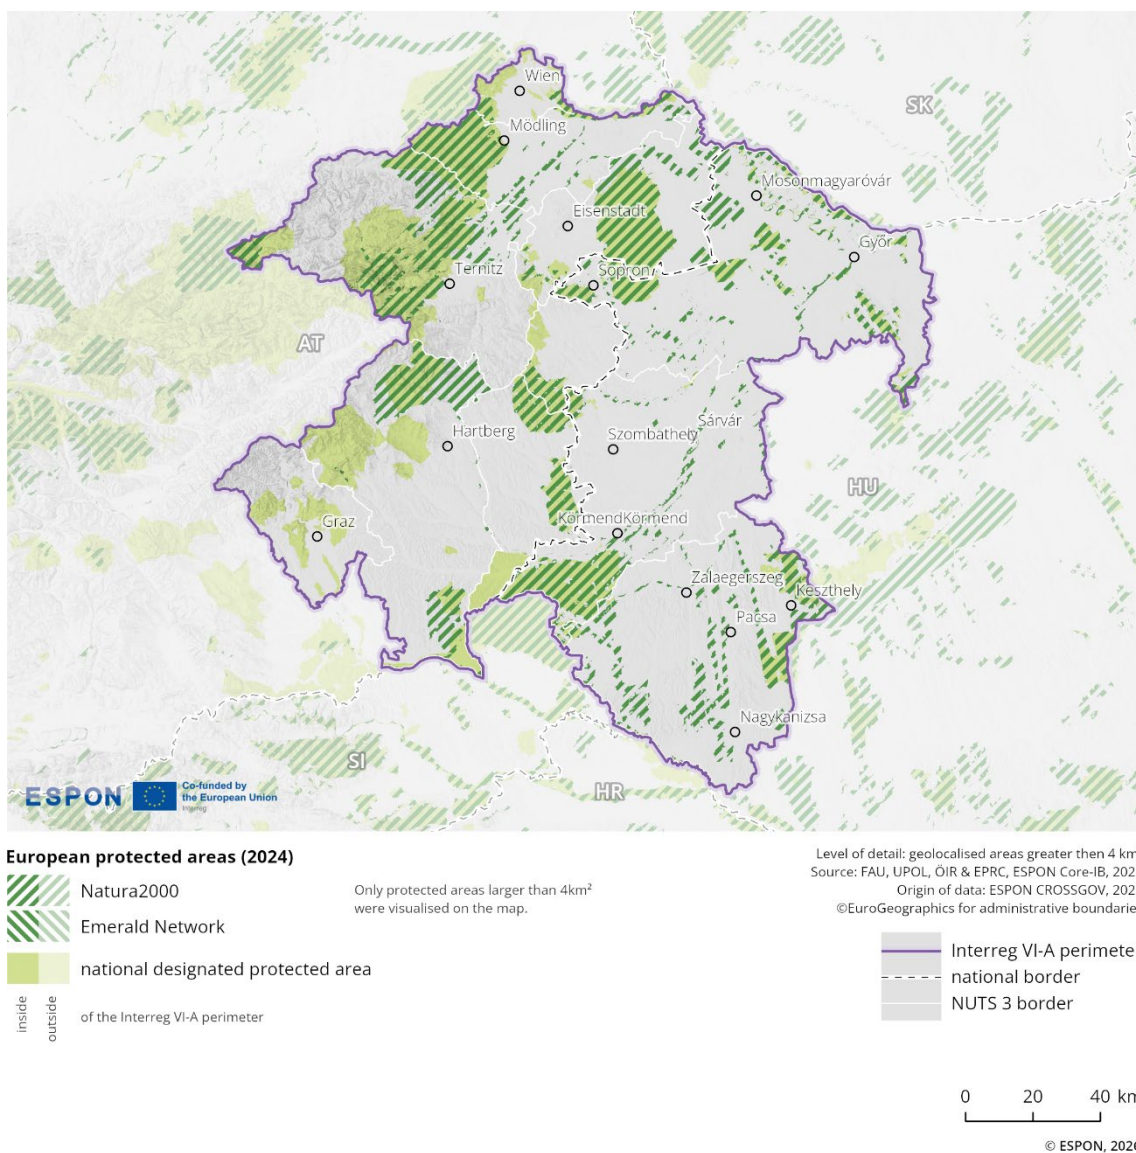 Wien
SK
Mödling
Mosonmagyaróvár
Eisenstadt
Győr
Ternitz
Sopron
AT
Sárvár
Hartberg
Szombathely
HU
Graz
KörmendKörmend
Zalaegerszeg
Keszthely
Pacsa
Nagykanizsa
SI
HR
ESPON
Co-funded by
the European Union
Interreg
European protected areas (2024)
Natura2000
Emerald Network
national designated protected area
inside
outside
of the Interreg VI-A perimeter
Only protected areas larger than 4km²
were visualised on the map.
Level of detail: geolocalised areas greater then 4 km
Source: FAU, UPOL, ÖIR & EPRC, ESPON Core-IB, 202
Origin of data: ESPON CROSSGOV, 202
©EuroGeographics for administrative boundarie
Interreg VI-A perimete
national border
NUTS 3 border
0 20 40 km
© ESPON, 2026